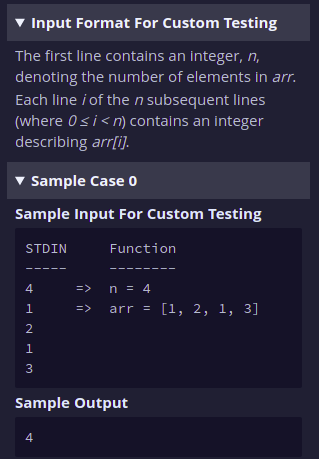 ▼ Input Format For Custom Testing
The first line contains an integer, n,
denoting the number of elements in arr.
Each line i of the n subsequent lines
(where 0 ≤ i < n) contains an integer
describing arr[i].
▼ Sample Case 0
Sample Input For Custom Testing
STDIN Function
----- --------
4 => n = 4
1 => arr = [1, 2, 1, 3]
2
1
3
Sample Output
4